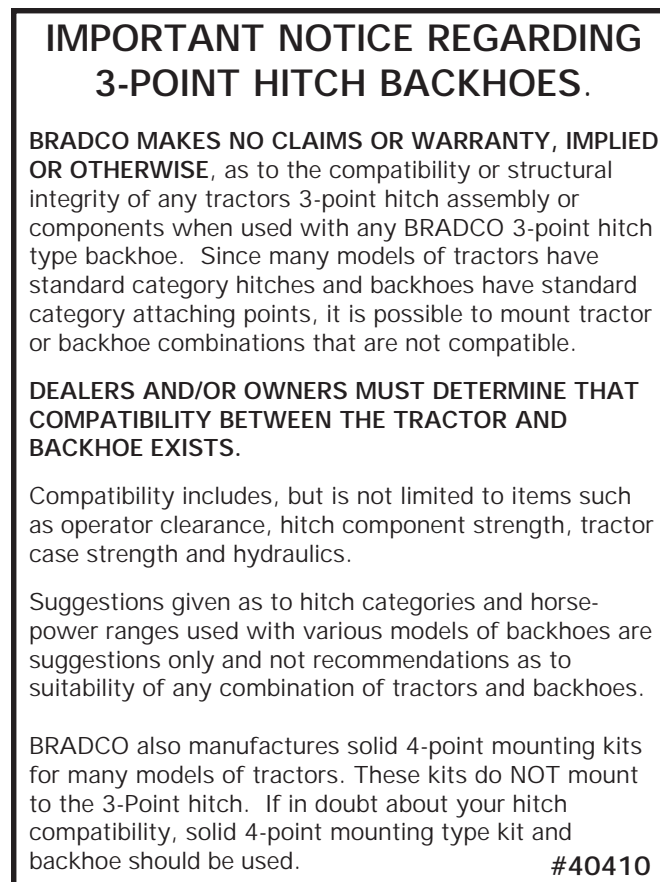 IMPORTANT NOTICE REGARDING
3-POINT HITCH BACKHOES.
BRADCO MAKES NO CLAIMS OR WARRANTY, IMPLIED
OR OTHERWISE, as to the compatibility or structural
integrity of any tractors 3-point hitch assembly or
components when used with any BRADCO 3-point hitch
type backhoe.  Since many models of tractors have
standard category hitches and backhoes have standard
category attaching points, it is possible to mount tractor
or backhoe combinations that are not compatible.
DEALERS AND/OR OWNERS MUST DETERMINE THAT
COMPATIBILITY BETWEEN THE TRACTOR AND
BACKHOE EXISTS.
Compatibility includes, but is not limited to items such
as operator clearance, hitch component strength, tractor
case strength and hydraulics.
Suggestions given as to hitch categories and horse-
power ranges used with various models of backhoes are
suggestions only and not recommendations as to
suitability of any combination of tractors and backhoes.
BRADCO also manufactures solid 4-point mounting kits
for many models of tractors. These kits do NOT mount
to the 3-Point hitch.  If in doubt about your hitch
compatibility, solid 4-point mounting type kit and
backhoe should be used. #40410